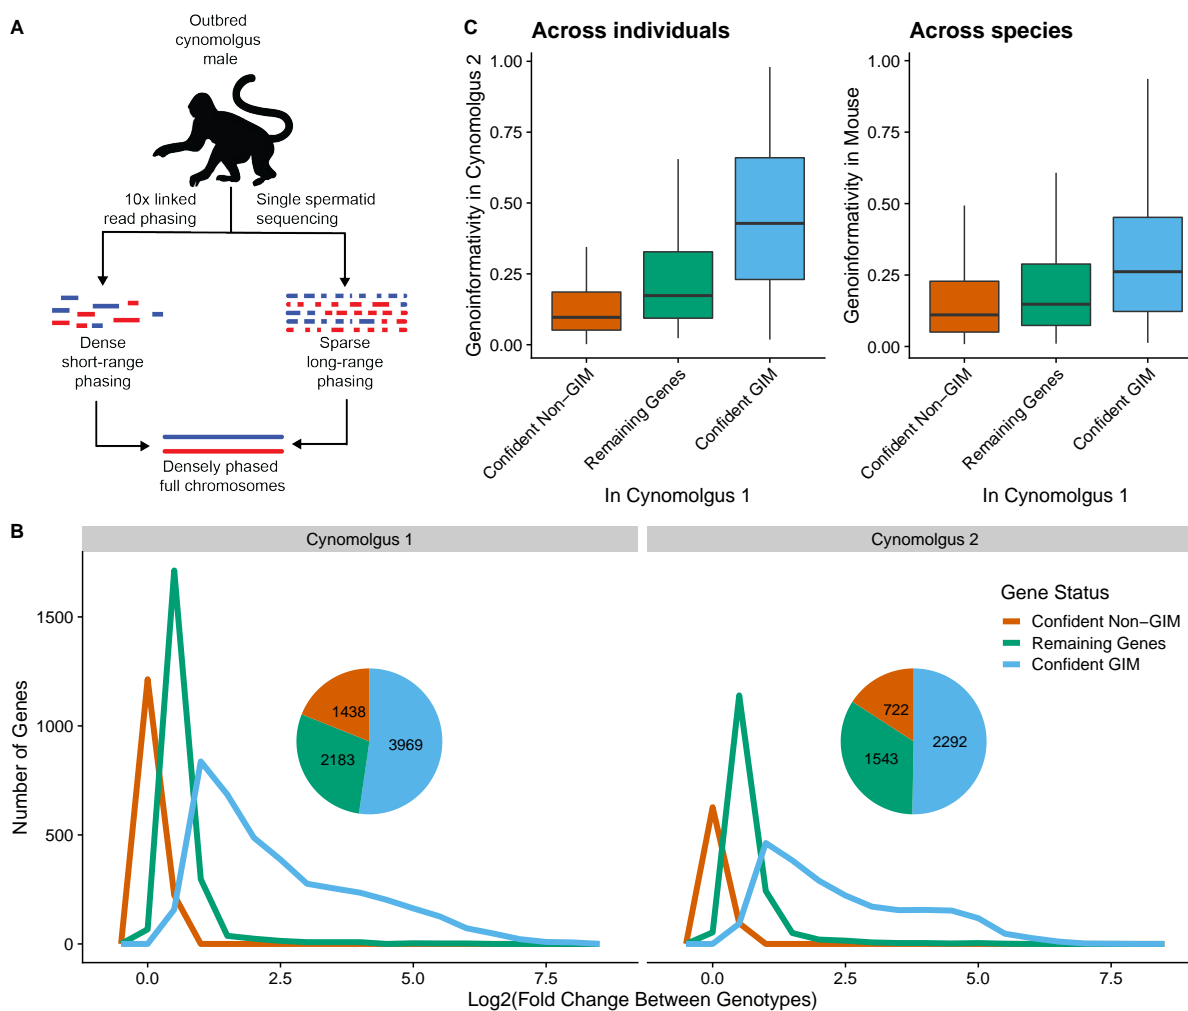 A
Outbred
cynomolgus
male
10x linked
read phasing
Single spermatid
sequencing
Dense
short-range
phasing
Sparse
long-range
phasing
Densely phased
full chromosomes
C
Across individuals
Genoinformativity in Cynomolgus 2
1.00
0.75
0.50
0.25
0.00
Confident Non−GIM
Remaining Genes
Confident GIM
In Cynomolgus 1
Across species
Genoinformativity in Mouse
1.00
0.75
0.50
0.25
0.00
Confident Non−GIM
Remaining Genes
Confident GIM
In Cynomolgus 1
B
Cynomolgus 1
Cynomolgus 2
Number of Genes
1500
1000
500
0
1438
2183
3969
722
1543
2292
Gene Status
Confident Non−GIM
Remaining Genes
Confident GIM
0.0
2.5
5.0
7.5
0.0
2.5
5.0
7.5
Log2(Fold Change Between Genotypes)